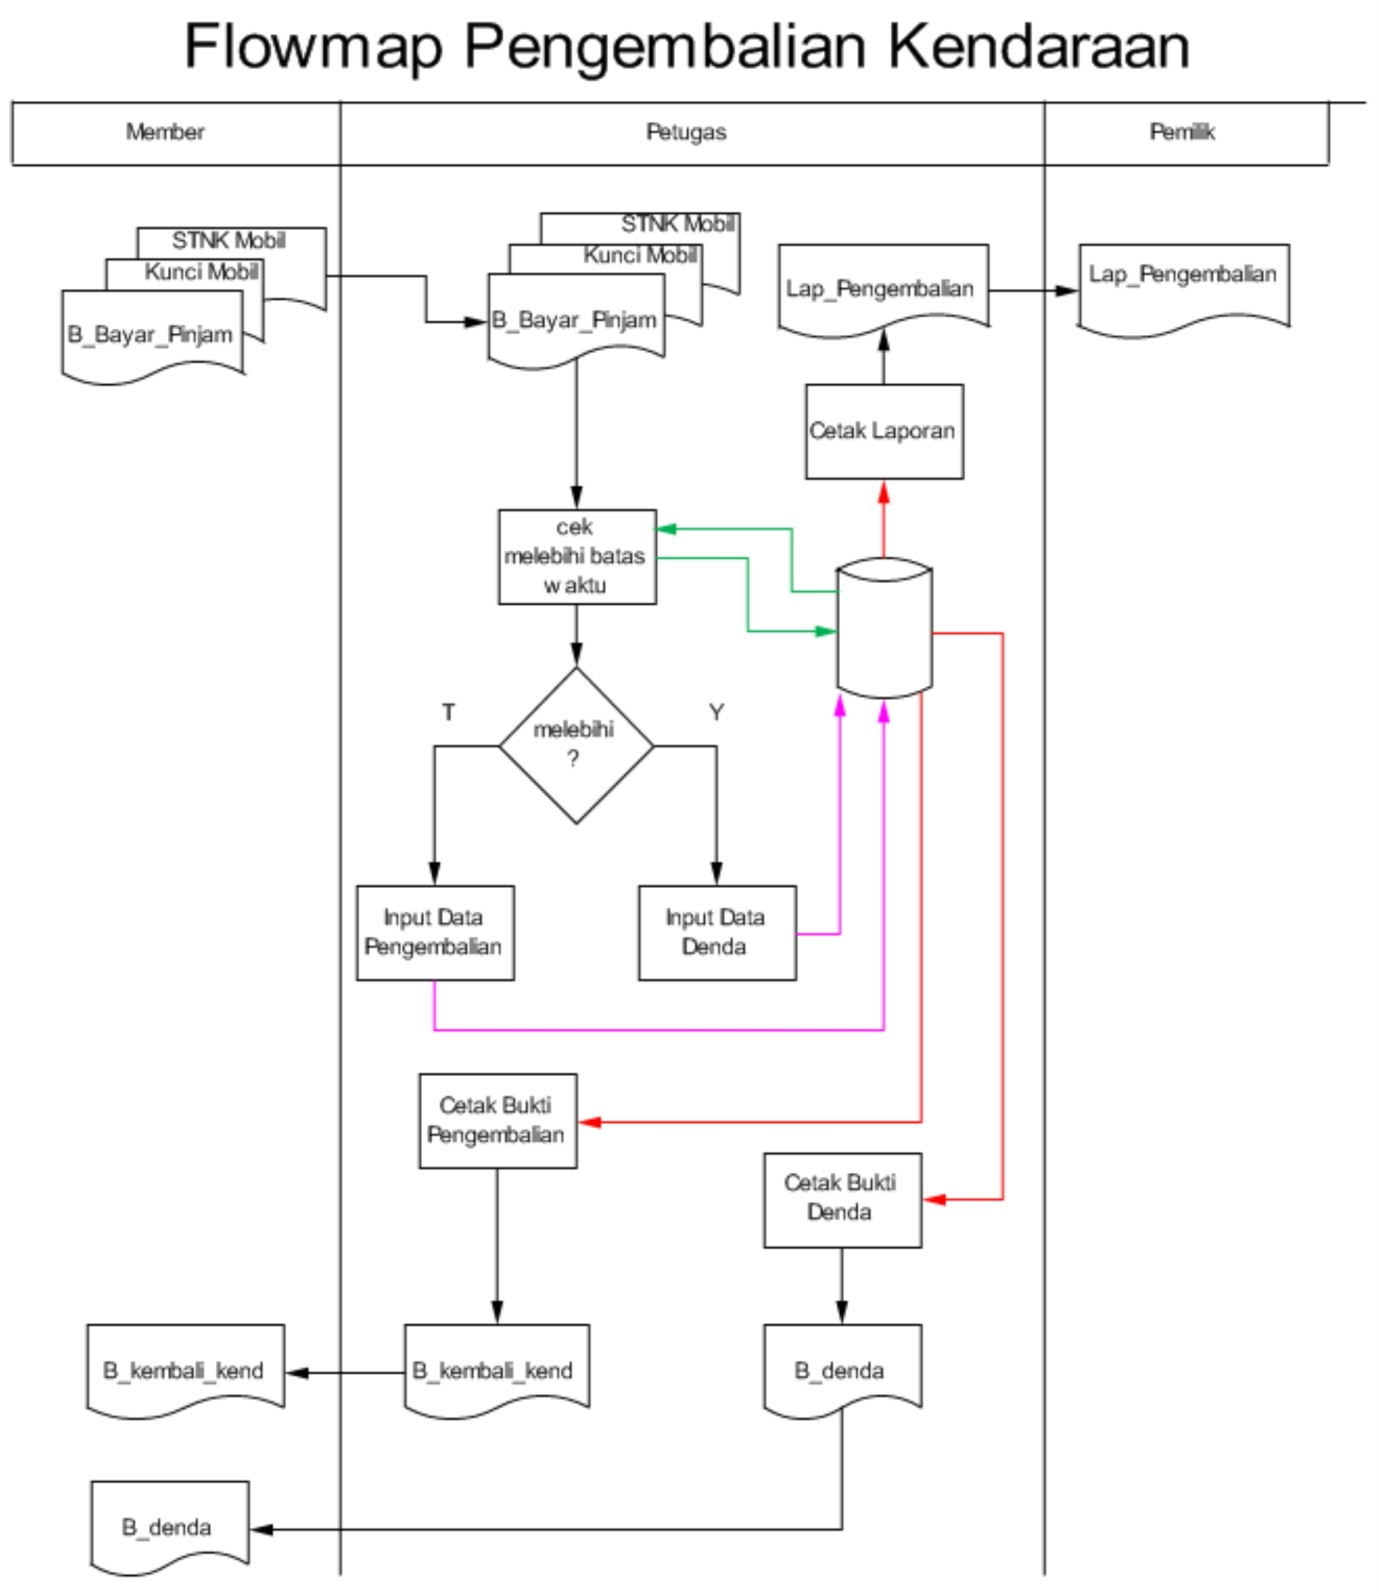 Flowmap Pengembalian Kendaraan
Member
Petugas
Pemilik
STNK Mobil
Kunci Mobil
B_Bayar_Pinjam
STNK Mobil
Kunci Mobil
B_Bayar_Pinjam
Lap_Pengembalian
Lap_Pengembalian
Cetak Laporan
cek
melebihi batas
w aktu
T
melebihi
?
Y
Input Data
Pengembalian
Input Data
Denda
Cetak Bukti
Pengembalian
Cetak Bukti
Denda
B_kembali_kend
B_kembali_kend
B_denda
B_denda